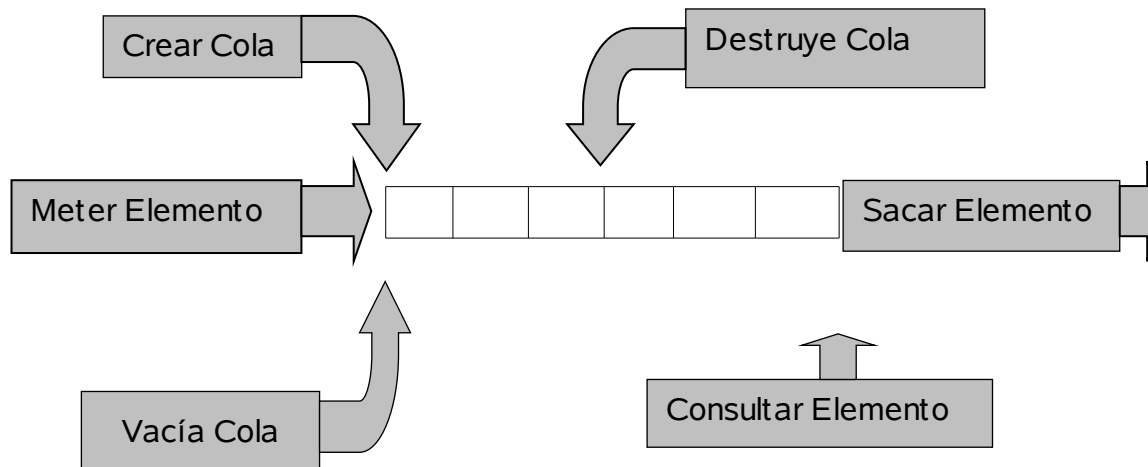 Crear Cola
Destruye Cola
Meter Elemento
Sacar Elemento
Vacía Cola
Consultar Elemento